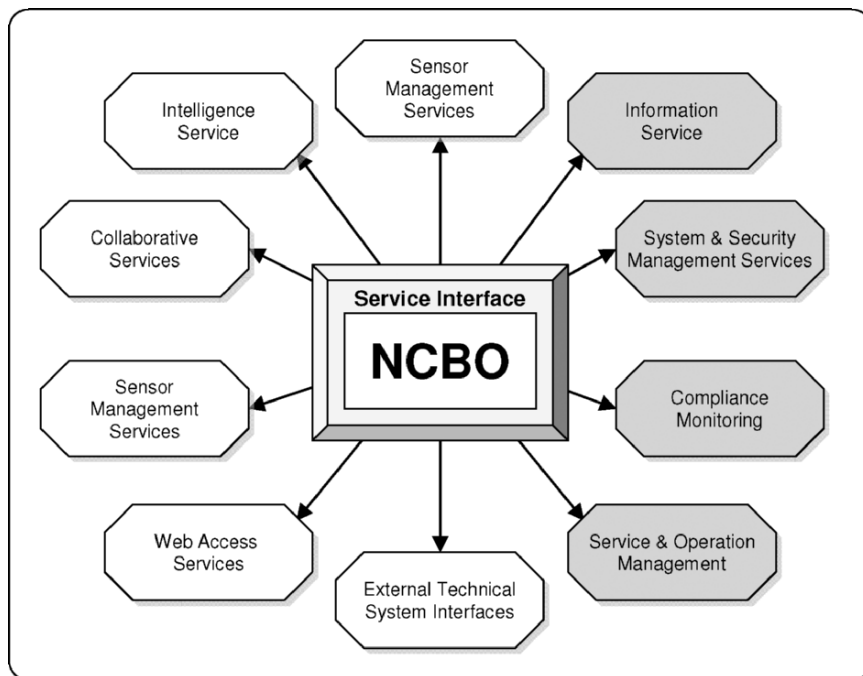 Sensor
Management
Services
Intelligence
Service
Information
Service
Collaborative
Services
System & Security
Management Services
Service Interface
NCBO
Sensor
Management
Services
Compliance
Monitoring
Web Access
Services
Service & Operation
Management
External Technical
System Interfaces